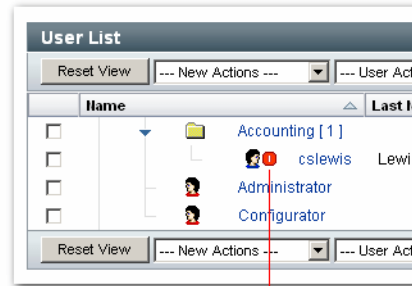 User List
Reset View --- New Actions --- --- User Act
Name Last N
Accounting [ 1 ]
cslewis Lewi
Administrator
Configurator
Reset View --- New Actions --- --- User Act